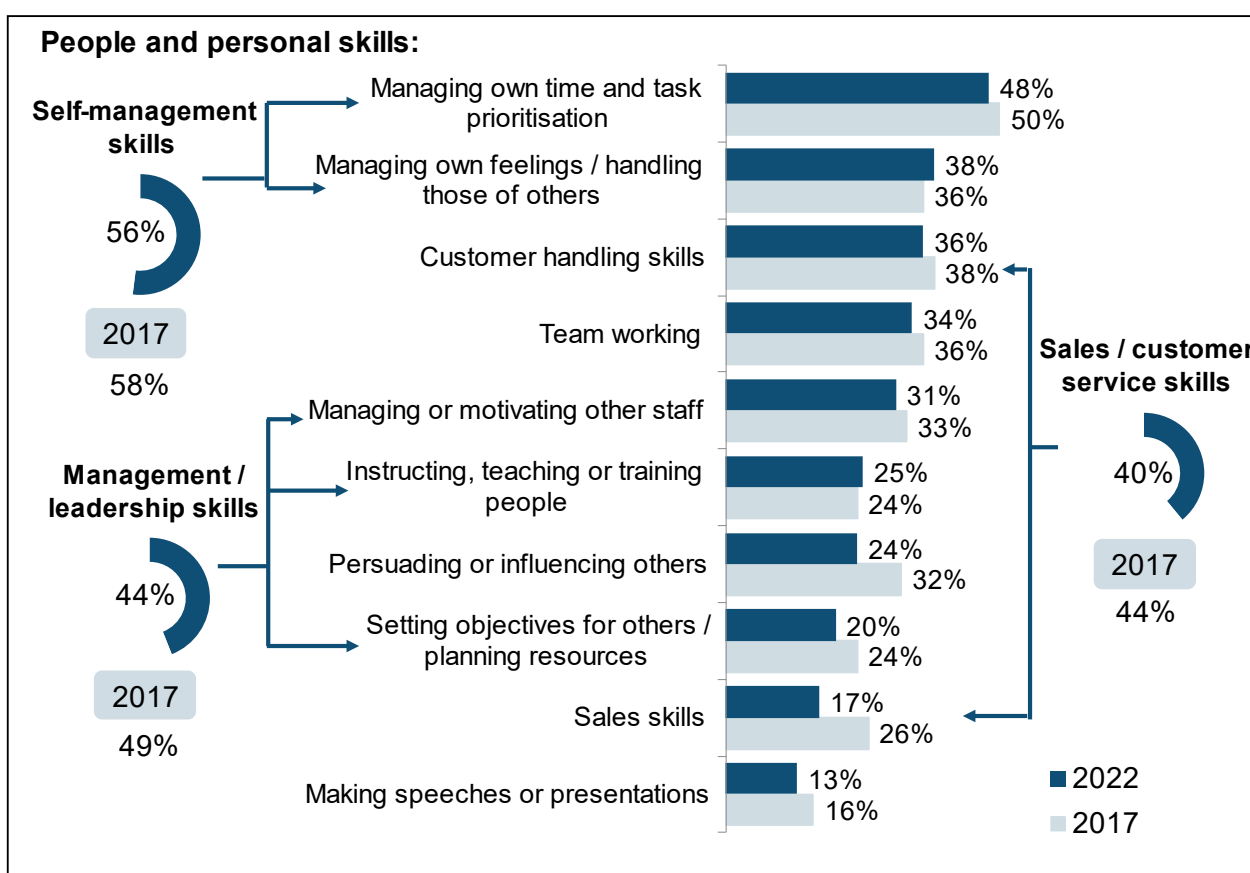 People and personal skills:
Self-management
skills
56%
2017
58%
Management /
leadership skills
44%
2017
49%
Managing own time and task
prioritisation
48%
50%
Managing own feelings / handling
those of others
38%
36%
Customer handling skills
36%
38%
Team working
34%
36%
Managing or motivating other staff
31%
33%
Instructing, teaching or training
people
25%
24%
Persuading or influencing others
24%
32%
Setting objectives for others /
planning resources
20%
24%
Sales skills
17%
26%
Making speeches or presentations
13%
16%
Sales / customer
service skills
40%
2017
44%
2022
2017